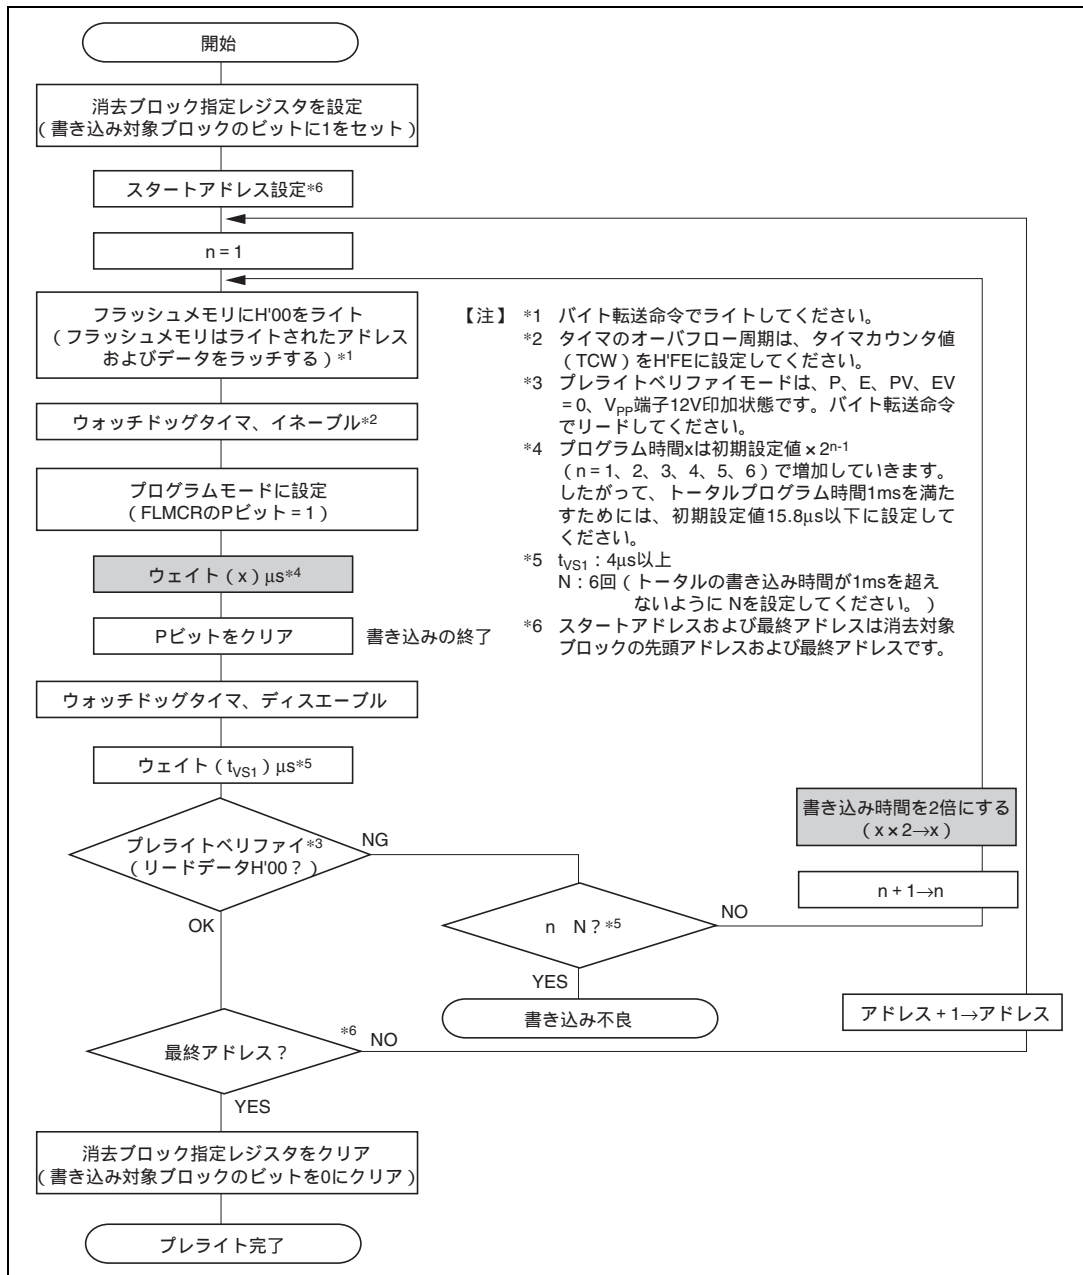 開始
消去ブロック指定レジスタを設定
(書き込み対象ブロックのビットに1をセット)
スタートアドレス設定*6
n = 1
フラッシュメモリにH'00をライト
(フラッシュメモリはライトされたアドレス
およびデータをラッチする)*1
ウォッチドッグタイマ、イネーブル*2
プログラムモードに設定
(FLMCRのPビット = 1)
ウェイト(x)μs*4
Pビットをクリア 書き込みの終了
ウォッチドッグタイマ、ディスエーブル
ウェイト(tVS1)μs*5
プレライトベリファイ*3
(リードデータH'00?)
NG
OK
n N?*5
NO
YES
書き込み不良
書き込み時間を2倍にする
(x×2→x)
n + 1→n
アドレス + 1→アドレス
*6
最終アドレス?
NO
YES
消去ブロック指定レジスタをクリア
(書き込み対象ブロックのビットを0にクリア)
プレライト完了
【注】 *1 バイト転送命令でライトしてください。
*2 タイマのオーバフロー周期は、タイマカウンタ値
(TCW)をH'FEに設定してください。
*3 プレライトベリファイモードは、P、E、PV、EV
= 0、VPP端子12V印加状態です。バイト転送命令
でリードしてください。
*4 プログラム時間xは初期設定値×2n-1
(n = 1、2、3、4、5、6)で増加していきます。
したがって、トータルプログラム時間1msを満た
すためには、初期設定値15.8μs以下に設定して
ください。
*5 tVS1:4μs以上
N:6回(トータルの書き込み時間が1msを超え
ないように Nを設定してください。)
*6 スタートアドレスおよび最終アドレスは消去対象
ブロックの先頭アドレスおよび最終アドレスです。